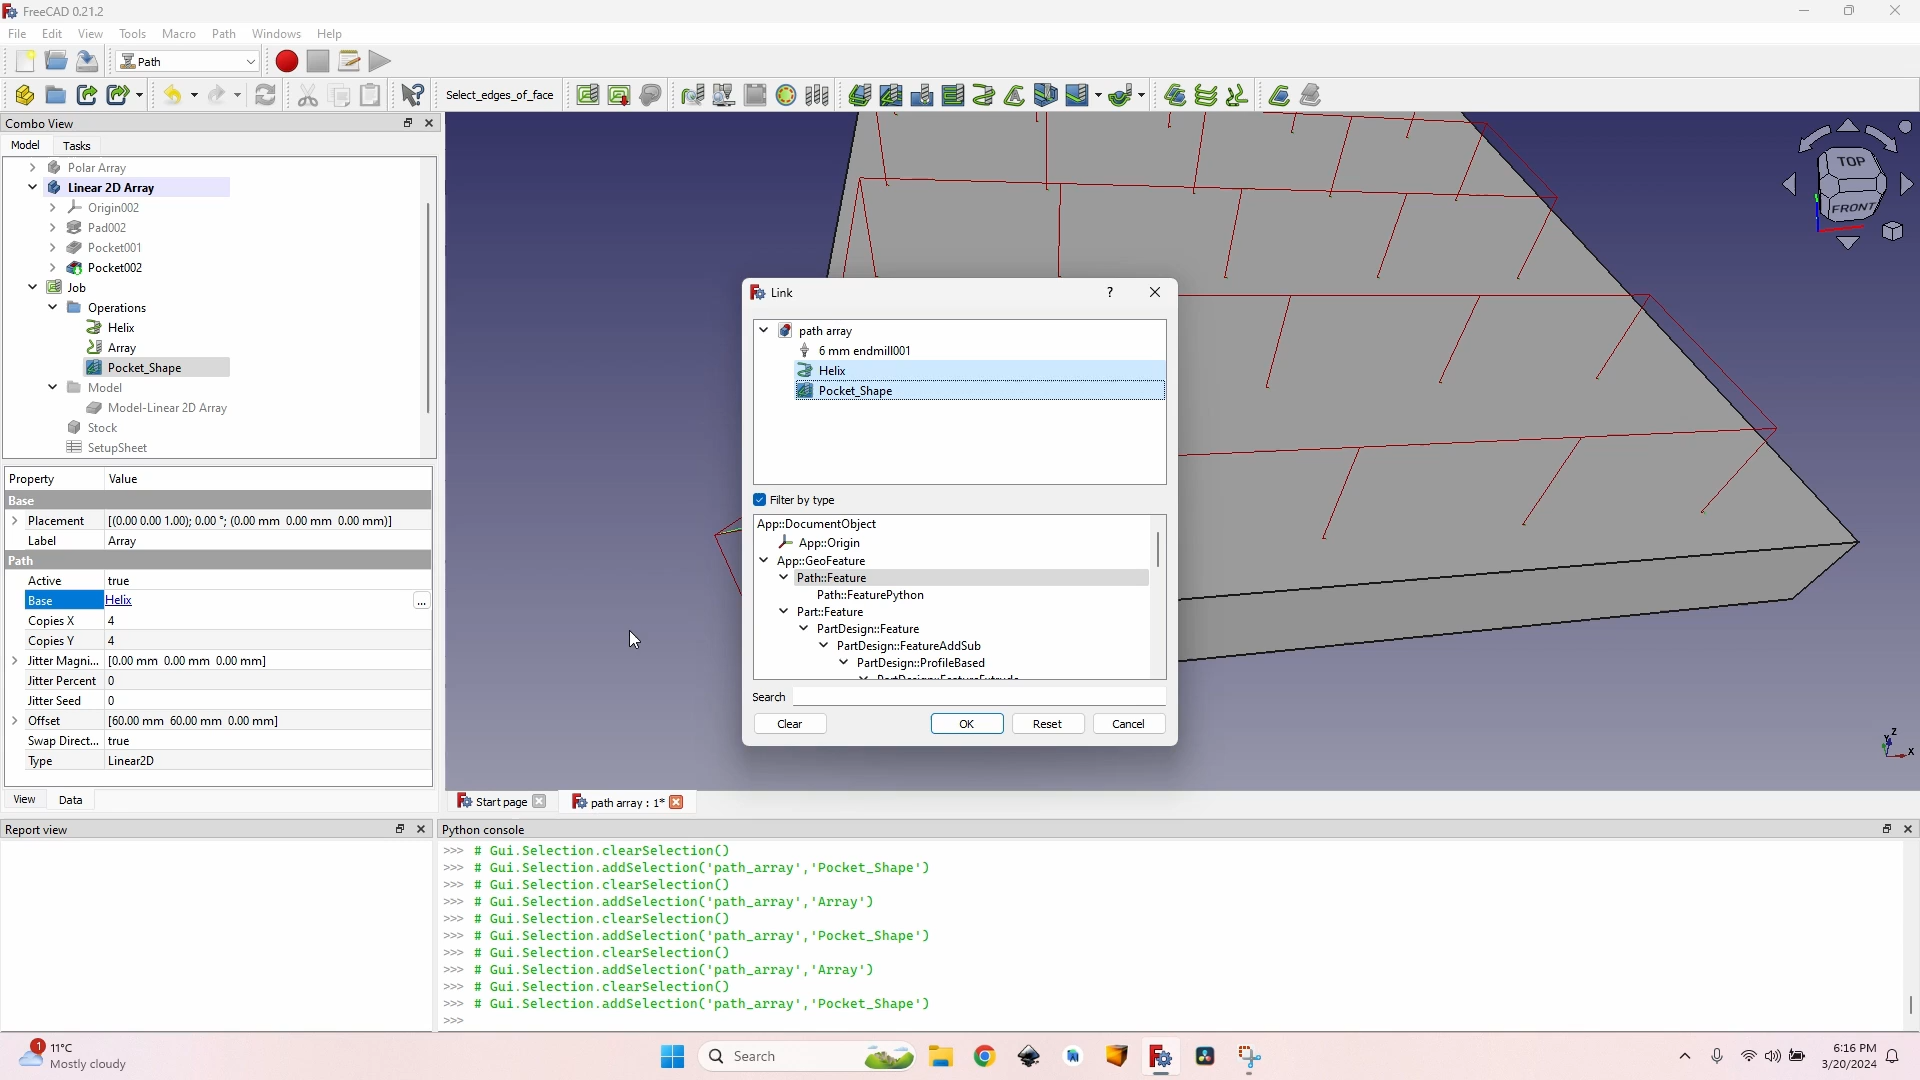 FreeCAD 0.21.2
File Edit View Tools Macro Path Windows Help
Path
Select_edges_of_face
Combo View
Model Tasks
Polar Array
Linear 2D Array
Origin002
Pad002
Pocket001
Pocket002
Job
Operations
Helix
Array
Pocket_Shape
Model
Model-Linear 2D Array
Stock
SetupSheet
Property Value
Base
Placement [(0.00 0.00 1.00); 0.00 °; (0.00 mm 0.00 mm 0.00 mm)]
Label Array
Path
Active true
Base Helix ...
Copies X 4
Copies Y 4
Jitter Magni... [0.00 mm 0.00 mm 0.00 mm]
Jitter Percent 0
Jitter Seed 0
Offset [60.00 mm 60.00 mm 0.00 mm]
Swap Direct... true
Type Linear2D
View Data
TOP
FRONT
Z
Y
X
Link ?
path array
6 mm endmill001
Helix
Pocket_Shape
Filter by type
App::DocumentObject
App::Origin
App::GeoFeature
Path::Feature
Path::FeaturePython
Part::Feature
PartDesign::Feature
PartDesign::FeatureAddSub
PartDesign::ProfileBased
PartDesign::FeatureExtrude
Search
Clear OK Reset Cancel
Start page path array : 1*
Report view
Python console
>>> # Gui.Selection.clearSelection()
>>> # Gui.Selection.addSelection('path_array','Pocket_Shape')
>>> # Gui.Selection.clearSelection()
>>> # Gui.Selection.addSelection('path_array','Array')
>>> # Gui.Selection.clearSelection()
>>> # Gui.Selection.addSelection('path_array','Pocket_Shape')
>>> # Gui.Selection.clearSelection()
>>> # Gui.Selection.addSelection('path_array','Array')
>>> # Gui.Selection.clearSelection()
>>> # Gui.Selection.addSelection('path_array','Pocket_Shape')
>>>
1
11°C
Mostly cloudy
Search
6:16 PM
3/20/2024